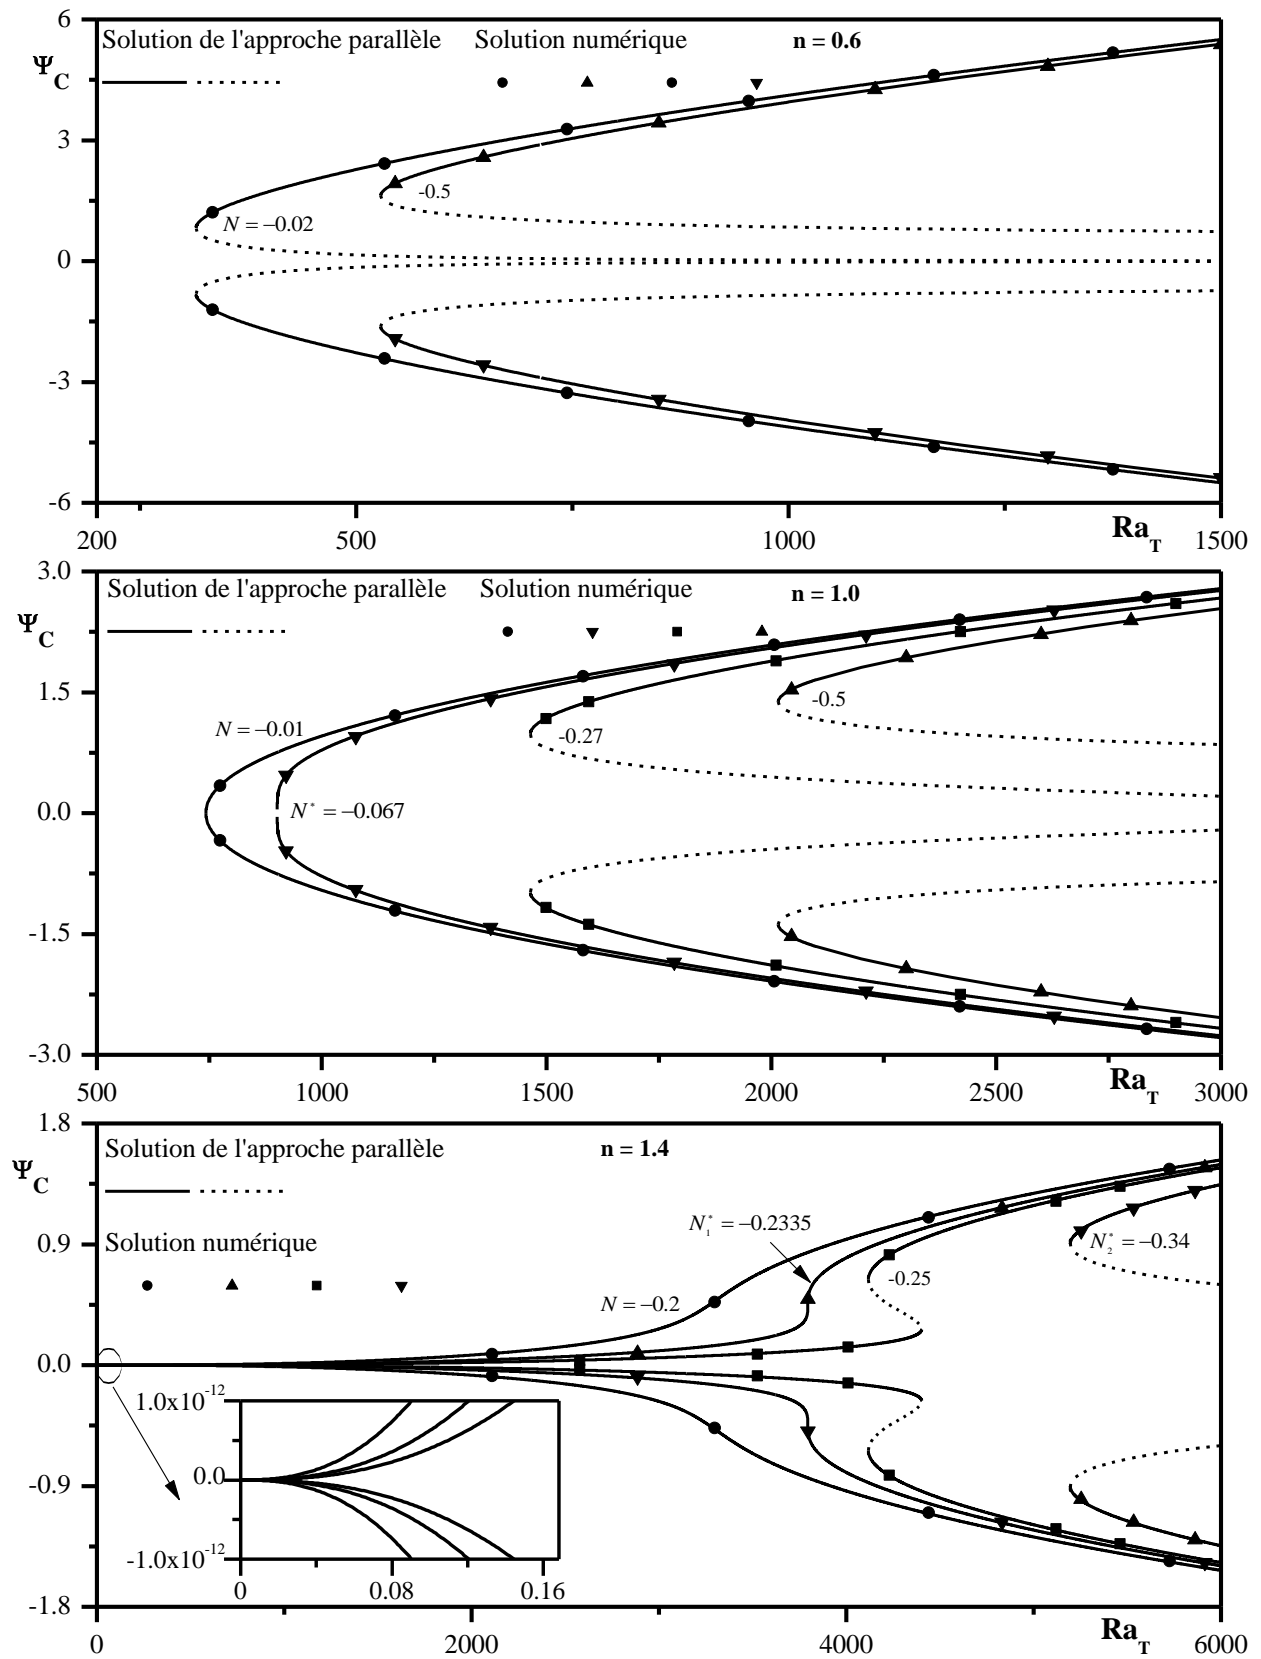 6
Solution de l'approche parallèle Solution numérique n = 0.6
Ψ_C
3
-0.5
N = −0.02
0
-3
-6
200 500 1000 Ra_T 1500
3.0
Solution de l'approche parallèle Solution numérique n = 1.0
Ψ_C
1.5
-0.5
N = −0.01
-0.27
0.0
N* = −0.067
-1.5
-3.0
500 1000 1500 2000 2500 Ra_T 3000
1.8
Solution de l'approche parallèle n = 1.4
Ψ_C
N₁* = −0.2335
0.9
Solution numérique
N₂* = −0.34
-0.25
N = −0.2
0.0
1.0x10⁻¹²
0.0
-0.9
-1.0x10⁻¹²
0 0.08 0.16
-1.8
0 2000 4000 Ra_T 6000